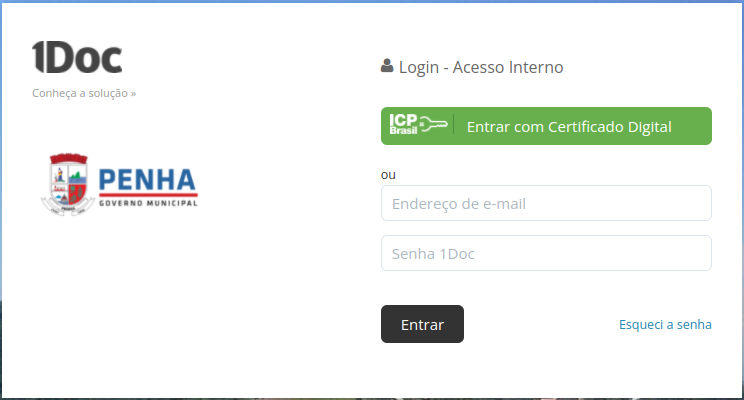 1Doc
Conheça a solução »
PENHA
GOVERNO MUNICIPAL
Login - Acesso Interno
ICP
Brasil
Entrar com Certificado Digital
ou
Endereço de e-mail
Senha 1Doc
Entrar
Esqueci a senha